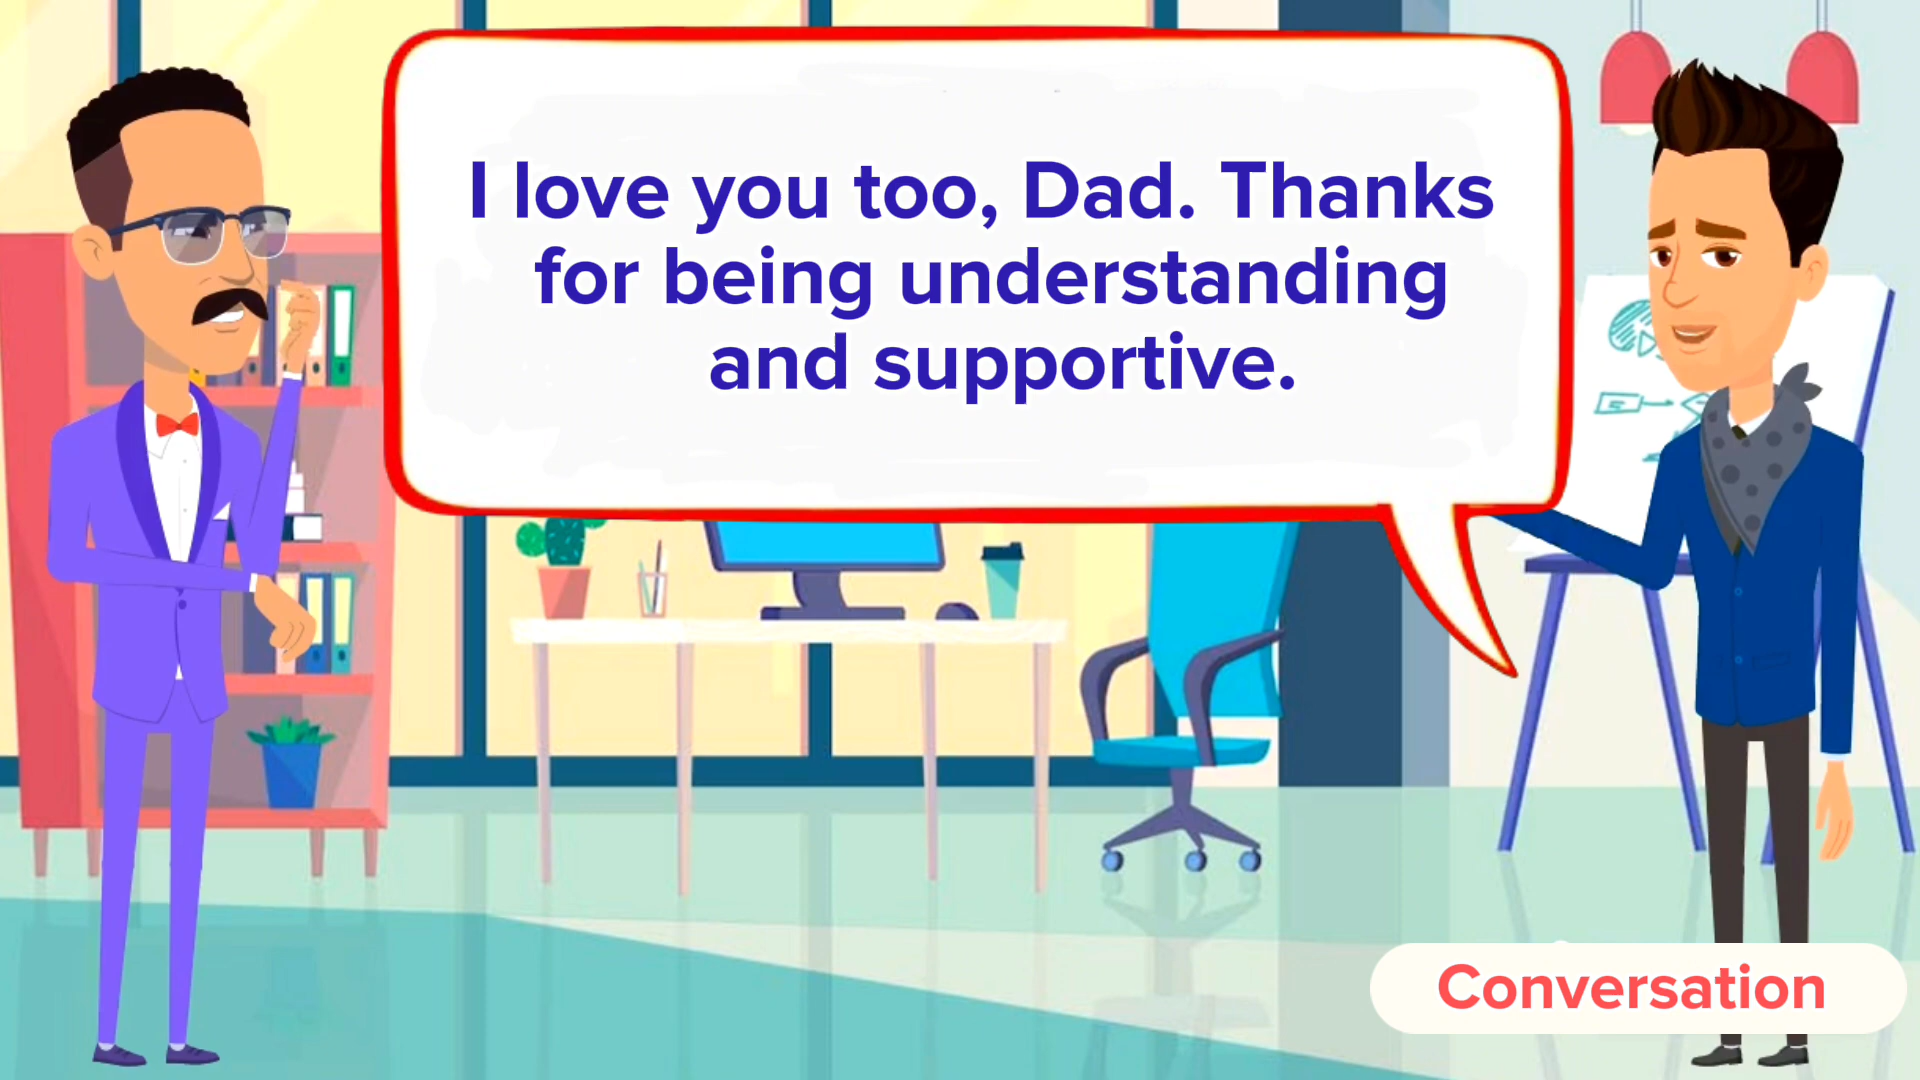 I love you too, Dad. Thanks
for being understanding
and supportive.
Conversation